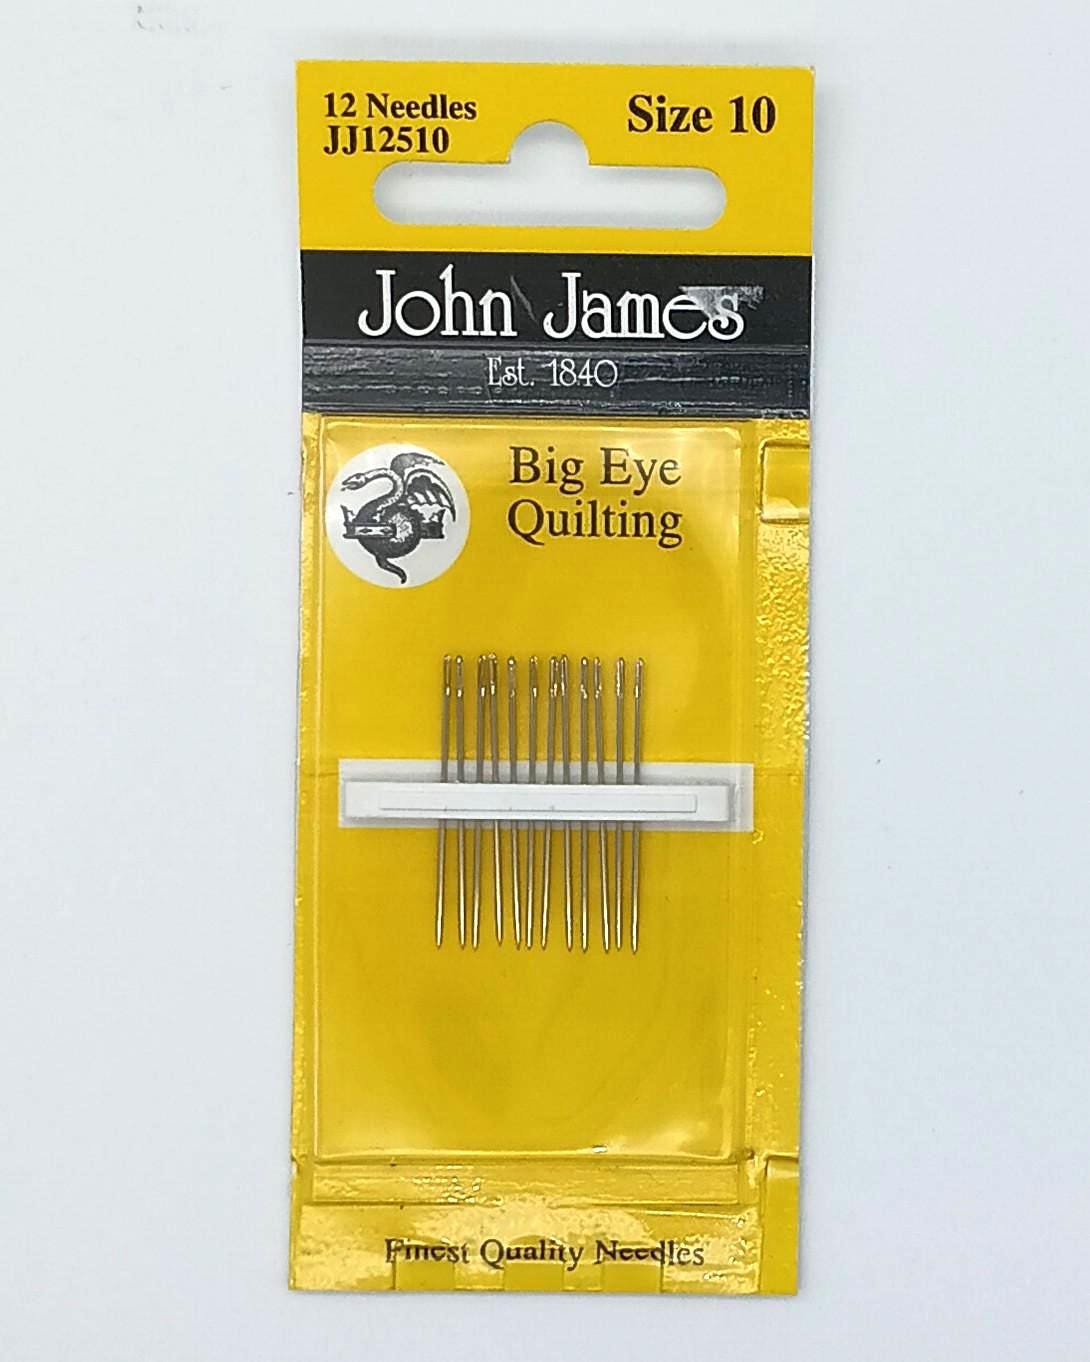 12 Needles
JJ12510
Size 10
John James
Est. 1840
Big Eye
Quilting
Finest Quality Needles